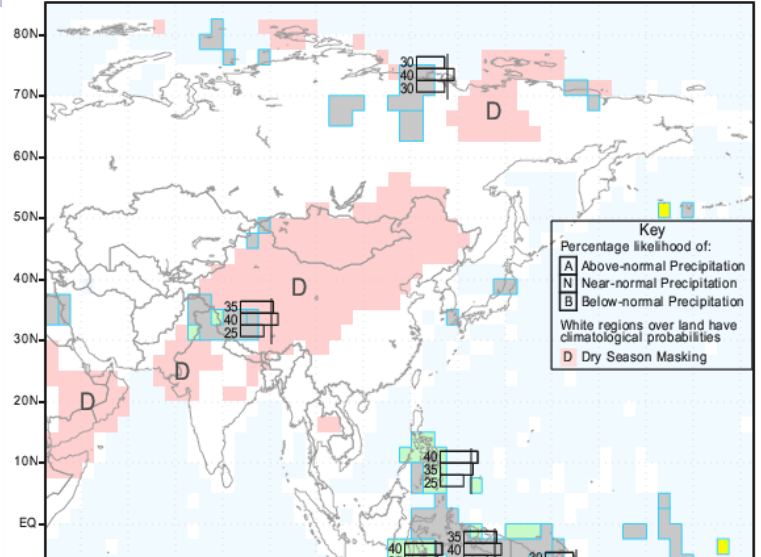 80N
30
40
30
70N
D
60N
50N
Key
Percentage likelihood of:
A Above-normal Precipitation
N Near-normal Precipitation
B Below-normal Precipitation
White regions over land have
climatological probabilities
D Dry Season Masking
40N
D
35
40
25
30N
D
20N
D
10N
40
35
25
EQ
35
40
40
30